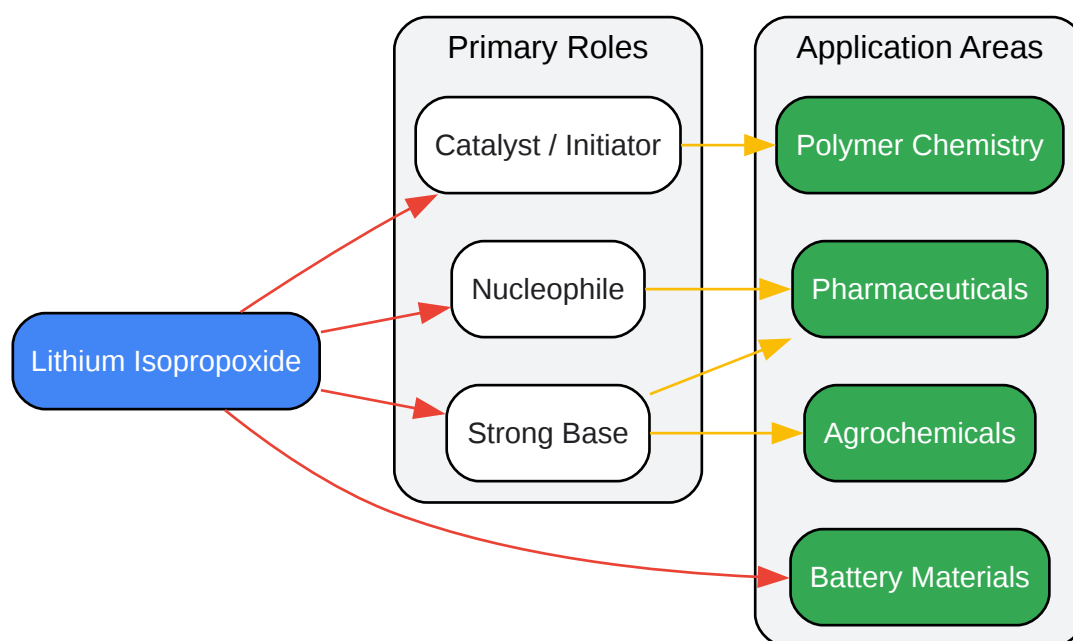 Primary Roles
Application Areas
Catalyst / Initiator
Polymer Chemistry
Nucleophile
Pharmaceuticals
Lithium Isopropoxide
Strong Base
Agrochemicals
Battery Materials